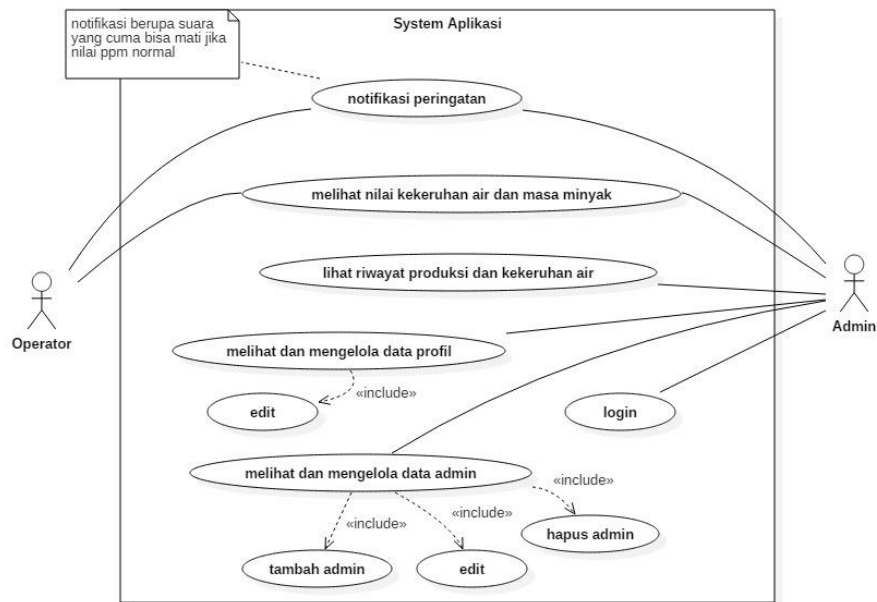 System Aplikasi
notifikasi berupa suara
yang cuma bisa mati jika
nilai ppm normal
notifikasi peringatan
melihat nilai kekeruhan air dan masa minyak
lihat riwayat produksi dan kekeruhan air
Operator
Admin
melihat dan mengelola data profil
«include»
edit
login
melihat dan mengelola data admin
«include»
«include»
«include»
hapus admin
tambah admin
edit